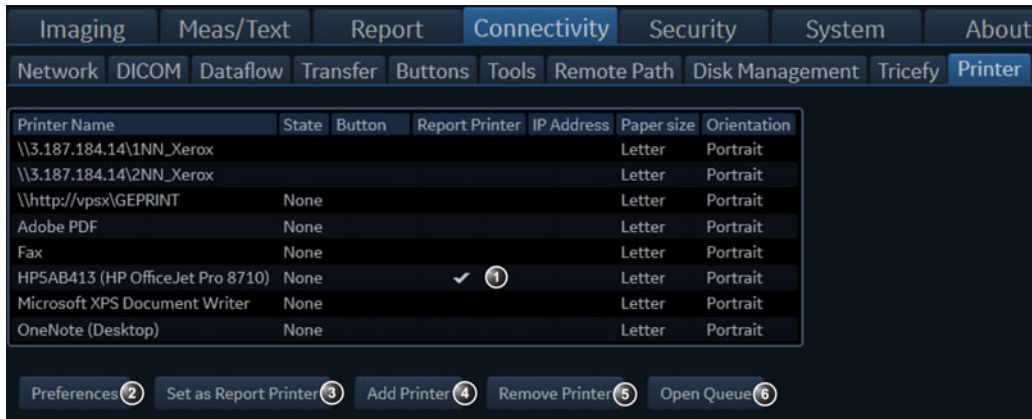 Imaging Meas/Text Report Connectivity Security System About
Network DICOM Dataflow Transfer Buttons Tools Remote Path Disk Management Tricefy Printer
Printer Name State Button Report Printer IP Address Paper size Orientation
\\3.187.184.14\1NN_Xerox Letter Portrait
\\3.187.184.14\2NN_Xerox Letter Portrait
\\http://vpsx\GEPRINT None Letter Portrait
Adobe PDF None Letter Portrait
Fax None Letter Portrait
HP5AB413 (HP OfficeJet Pro 8710) None ✓ 1 Letter Portrait
Microsoft XPS Document Writer None Letter Portrait
OneNote (Desktop) None Letter Portrait
Preferences 2 Set as Report Printer 3 Add Printer 4 Remove Printer 5 Open Queue 6